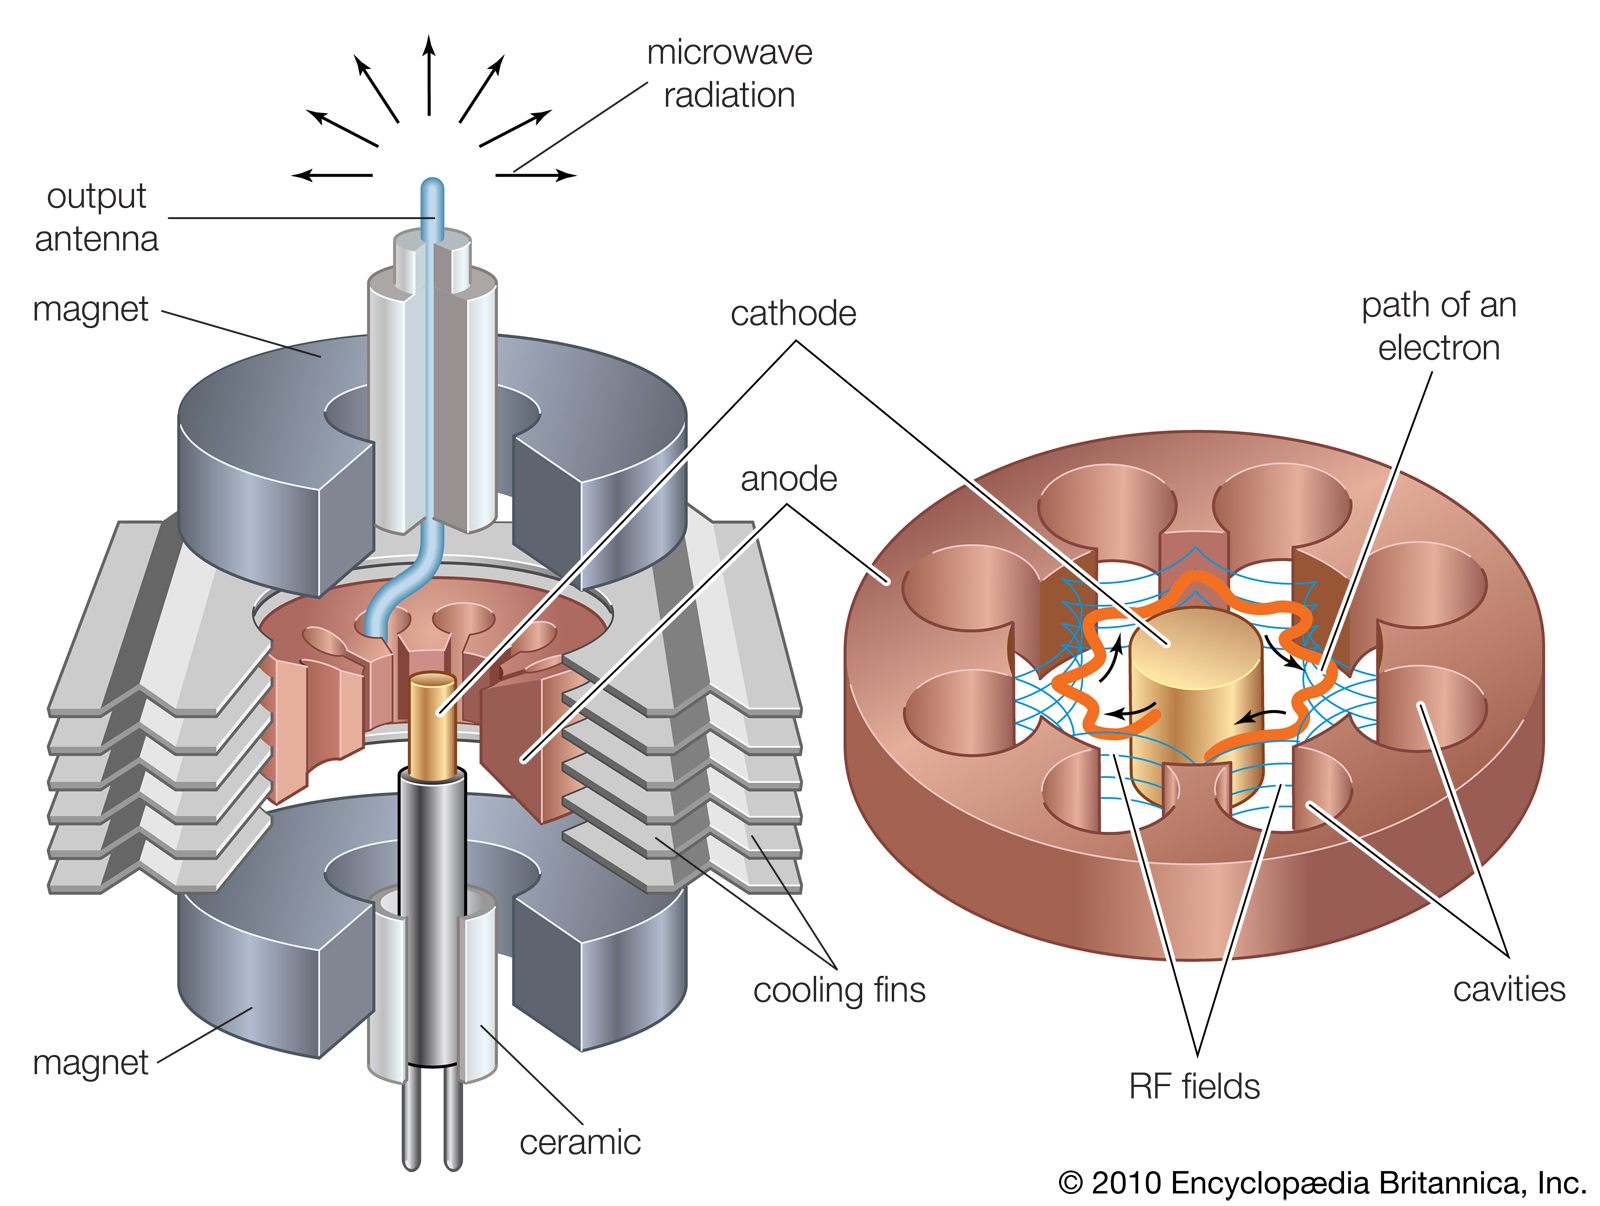 microwave
radiation
output
antenna
magnet
cathode
path of an
electron
anode
cooling fins
cavities
magnet
RF fields
ceramic
© 2010 Encyclopædia Britannica, Inc.